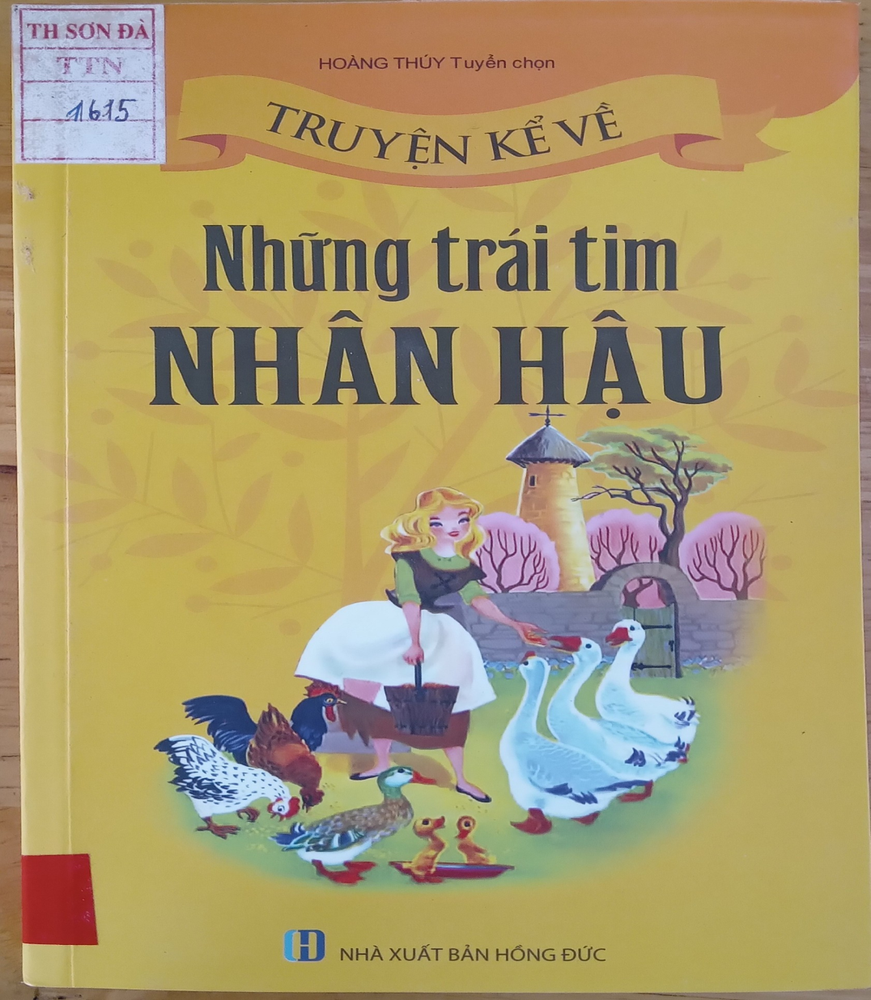 TH SƠN ĐÀ
TTN
1615
HOÀNG THÚY Tuyển chọn
TRUYỆN KỂ VỀ
Những trái tim
NHÂN HẬU
NHÀ XUẤT BẢN HỒNG ĐỨC